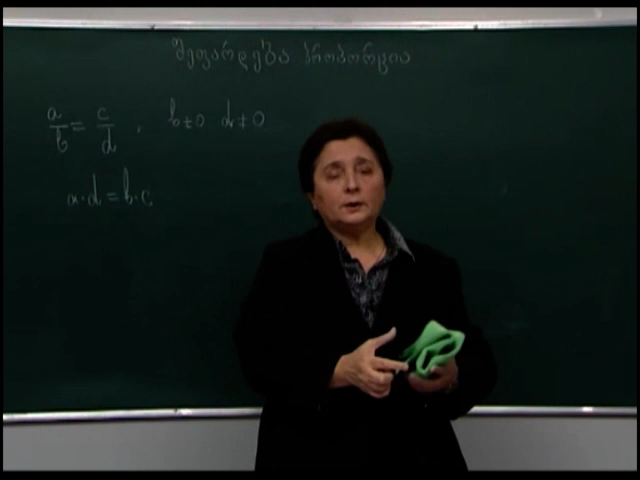 შეფარდება პროპორცია
a/b = c/d , b≠0 d≠0
a·d=b·c